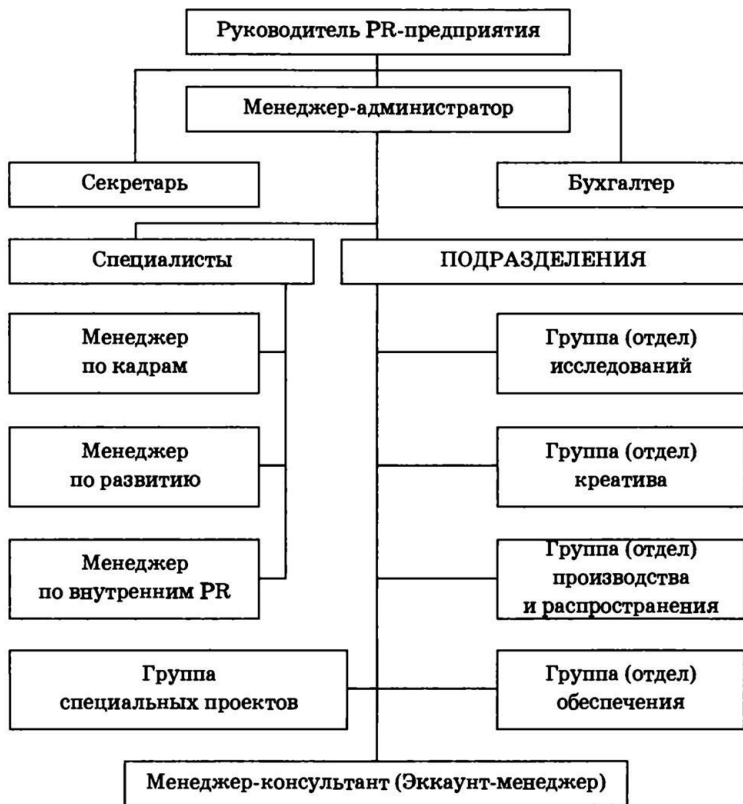 Руководитель PR-предприятия
Менеджер-администратор
Секретарь
Бухгалтер
Специалисты
ПОДРАЗДЕЛЕНИЯ
Менеджер
по кадрам
Группа (отдел)
исследований
Менеджер
по развитию
Группа (отдел)
креатива
Менеджер
по внутренним PR
Группа (отдел)
производства
и распространения
Группа
специальных проектов
Группа (отдел)
обеспечения
Менеджер-консультант (Эккаунт-менеджер)